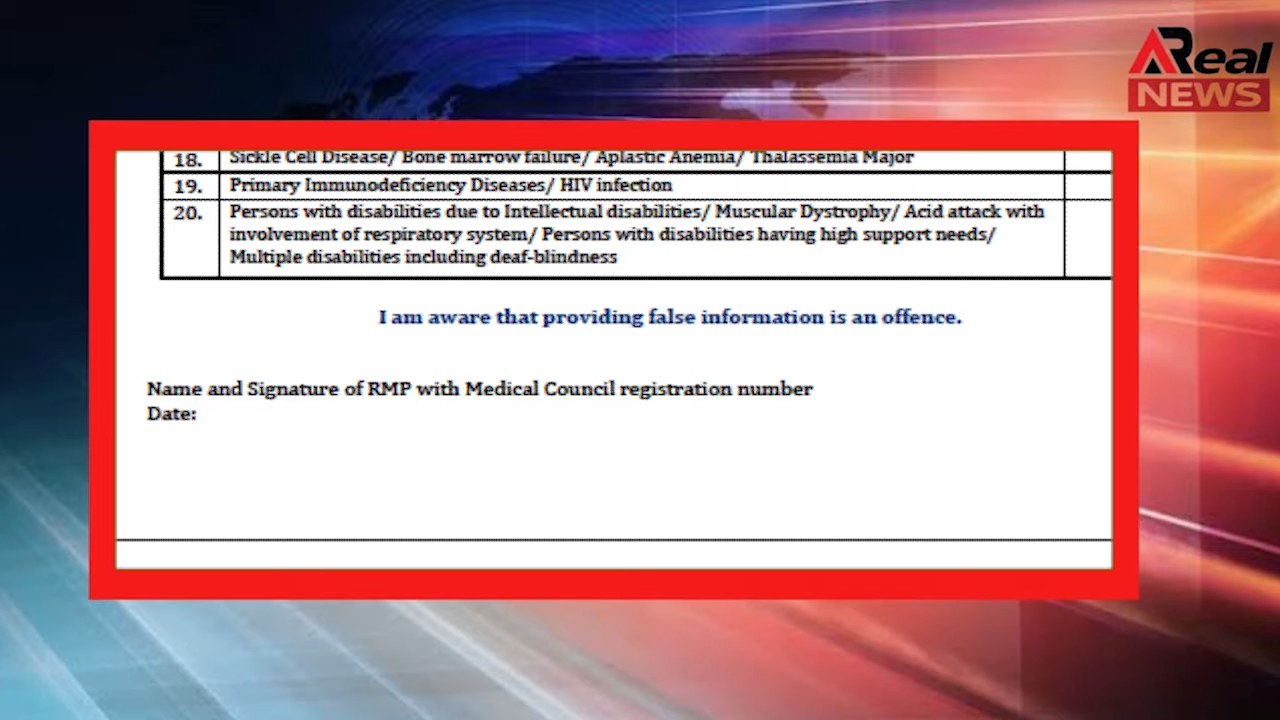 AReal
NEWS
18. Sickle Cell Disease/ Bone marrow failure/ Aplastic Anemia/ Thalassemia Major
19. Primary Immunodeficiency Diseases/ HIV infection
20. Persons with disabilities due to Intellectual disabilities/ Muscular Dystrophy/ Acid attack with
involvement of respiratory system/ Persons with disabilities having high support needs/
Multiple disabilities including deaf-blindness
I am aware that providing false information is an offence.
Name and Signature of RMP with Medical Council registration number
Date: